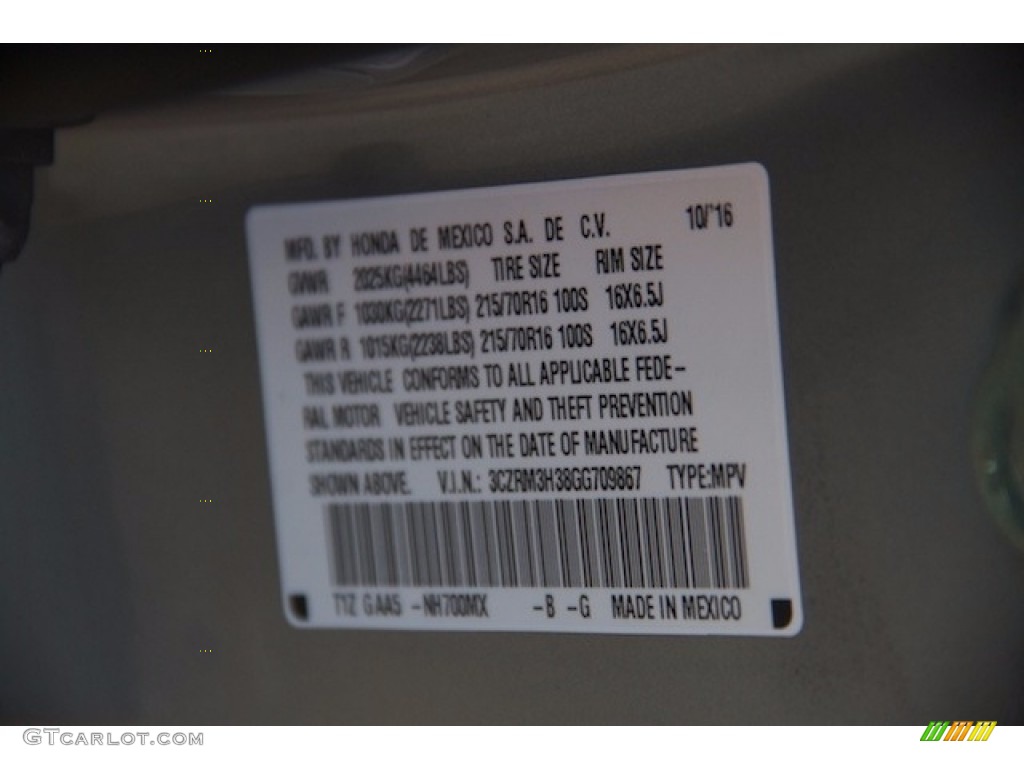 MFD. BY HONDA DE MEXICO S.A. DE C.V. 10/'16
GVWR 2025KG(4464LBS) TIRE SIZE RIM SIZE
GAWR F 1030KG(2271LBS) 215/70R16 100S 16X6.5J
GAWR R 1015KG(2238LBS) 215/70R16 100S 16X6.5J
THIS VEHICLE CONFORMS TO ALL APPLICABLE FEDE-
RAL MOTOR VEHICLE SAFETY AND THEFT PREVENTION
STANDARDS IN EFFECT ON THE DATE OF MANUFACTURE
SHOWN ABOVE. V.I.N.: 3CZRM3H38GG709867 TYPE:MPV
T1Z GAA5 -NH700MX -B -G MADE IN MEXICO
GTCarlot.com